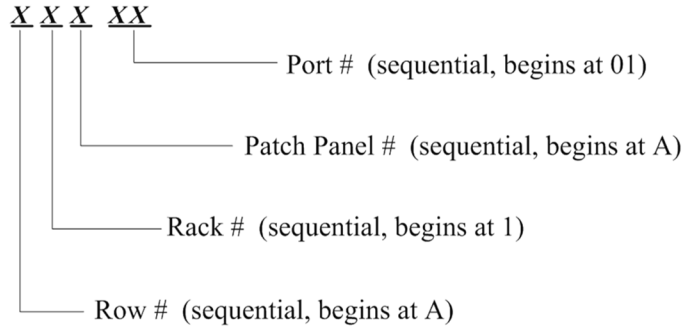 X X X XX
Port # (sequential, begins at 01)
Patch Panel # (sequential, begins at A)
Rack # (sequential, begins at 1)
Row # (sequential, begins at A)